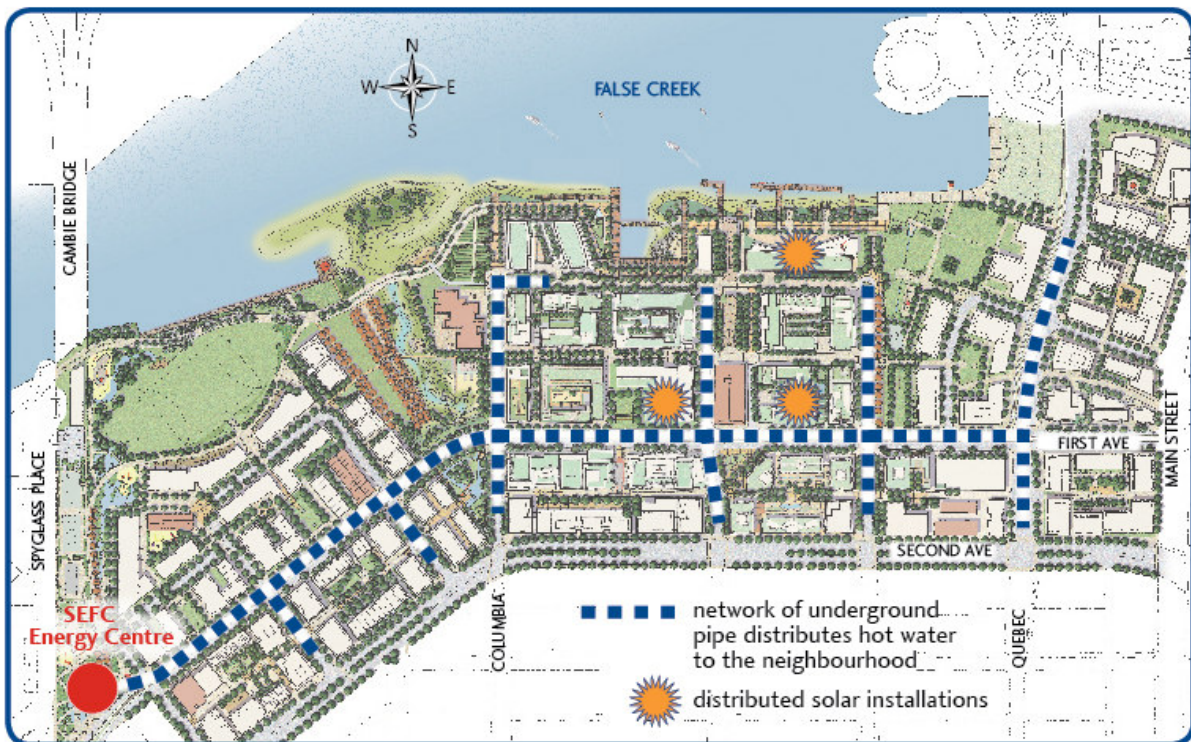 N
W E
S
FALSE CREEK
CAMBIE BRIDGE
SPYGLASS PLACE
MAIN STREET
FIRST AVE
SECOND AVE
COLUMBIA
QUEBEC
SEFC
Energy Centre
network of underground
pipe distributes hot water
to the neighbourhood
distributed solar installations